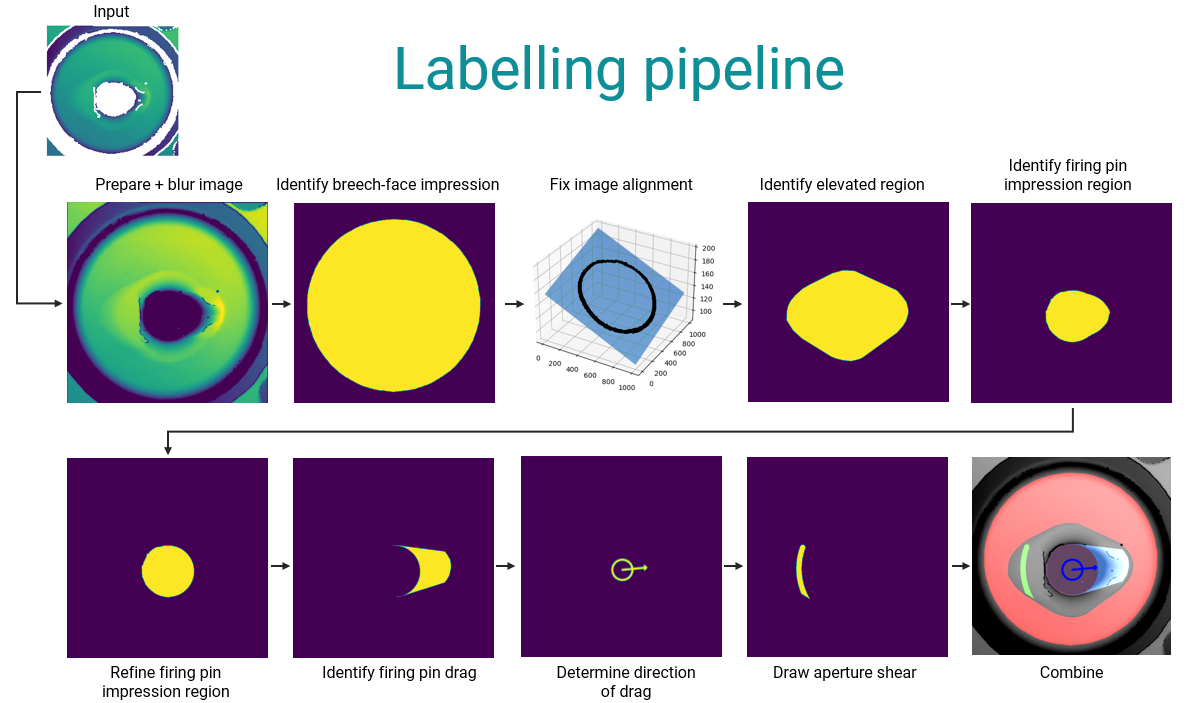 Input
Labelling pipeline
Prepare + blur image
Identify breech-face impression
Fix image alignment
Identify elevated region
Identify firing pin
impression region
200
180
160
140
120
100
1000
800
600
400
200
0
0
200
400
600
800
1000
Refine firing pin
impression region
Identify firing pin drag
Determine direction
of drag
Draw aperture shear
Combine